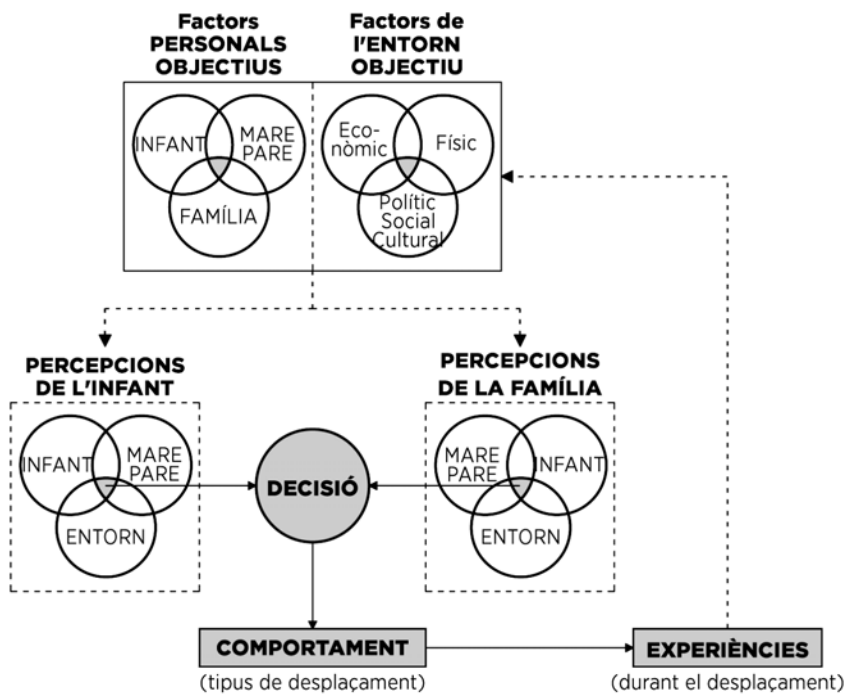 Factors
PERSONALS
OBJECTIUS
Factors de
l'ENTORN
OBJECTIU
INFANT
MARE
PARE
FAMÍLIA
Eco-
nòmic
Físic
Polític
Social
Cultural
PERCEPCIONS
DE L'INFANT
INFANT
MARE
PARE
ENTORN
DECISIÓ
PERCEPCIONS
DE LA FAMÍLIA
MARE
PARE
INFANT
ENTORN
COMPORTAMENT
(tipus de desplaçament)
EXPERIÈNCIES
(durant el desplaçament)